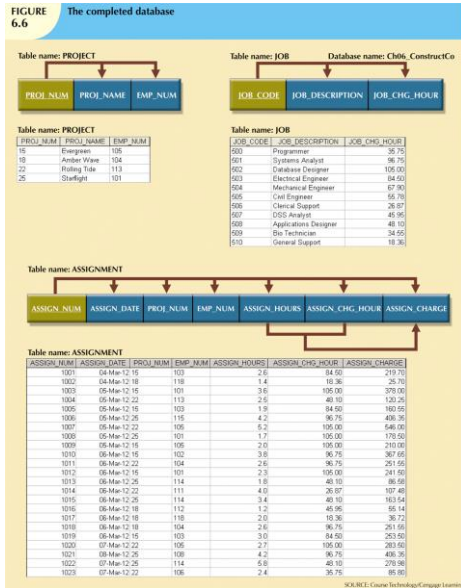 FIGURE 6.6
The completed database
Table name: PROJECT
PROJ_NUM PROJ_NAME EMP_NUM
Table name: JOB Database name: Ch06_ConstructCo
JOB_CODE JOB_DESCRIPTION JOB_CHG_HOUR
Table name: PROJECT
PROJ_NUM PROJ_NAME EMP_NUM
15 Evergreen 105
18 Amber Wave 104
22 Rolling Tide 113
25 Starflight 101
Table name: JOB
JOB_CODE JOB_DESCRIPTION JOB_CHG_HOUR
500 Programmer 35.75
501 Systems Analyst 96.75
502 Database Designer 105.00
503 Electrical Engineer 84.50
504 Mechanical Engineer 67.90
505 Civil Engineer 55.78
506 Clerical Support 26.87
507 DSS Analyst 45.95
508 Applications Designer 48.10
509 Bio Technician 34.55
510 General Support 18.36
Table name: ASSIGNMENT
ASSIGN_NUM ASSIGN_DATE PROJ_NUM EMP_NUM ASSIGN_HOURS ASSIGN_CHG_HOUR ASSIGN_CHARGE
Table name: ASSIGNMENT
ASSIGN_NUM ASSIGN_DATE PROJ_NUM EMP_NUM ASSIGN_HOURS ASSIGN_CHG_HOUR ASSIGN_CHARGE
1001 04-Mar-12 15 103 2.6 84.50 219.70
1002 04-Mar-12 18 118 1.4 18.36 25.70
1003 05-Mar-12 15 101 3.6 105.00 378.00
1004 05-Mar-12 22 113 2.5 48.10 120.25
1005 05-Mar-12 15 103 1.9 84.50 160.55
1006 05-Mar-12 25 115 4.2 96.75 406.35
1007 05-Mar-12 22 105 5.2 105.00 546.00
1008 05-Mar-12 25 101 1.7 105.00 178.50
1009 05-Mar-12 15 105 2.0 105.00 210.00
1010 06-Mar-12 15 102 3.8 96.75 367.65
1011 06-Mar-12 22 104 2.6 96.75 251.55
1012 06-Mar-12 15 101 2.3 105.00 241.50
1013 06-Mar-12 25 114 1.8 48.10 86.58
1014 06-Mar-12 22 111 4.0 26.87 107.48
1015 06-Mar-12 25 114 3.4 48.10 163.54
1016 06-Mar-12 18 112 1.2 45.95 55.14
1017 06-Mar-12 18 118 2.0 18.36 36.72
1018 06-Mar-12 18 104 2.6 96.75 251.55
1019 06-Mar-12 15 103 3.0 84.50 253.50
1020 07-Mar-12 22 105 2.7 105.00 283.50
1021 08-Mar-12 25 108 4.2 96.75 406.35
1022 07-Mar-12 25 114 5.8 48.10 278.98
1023 07-Mar-12 22 106 2.4 35.75 85.80
SOURCE: Course Technology/Cengage Learning